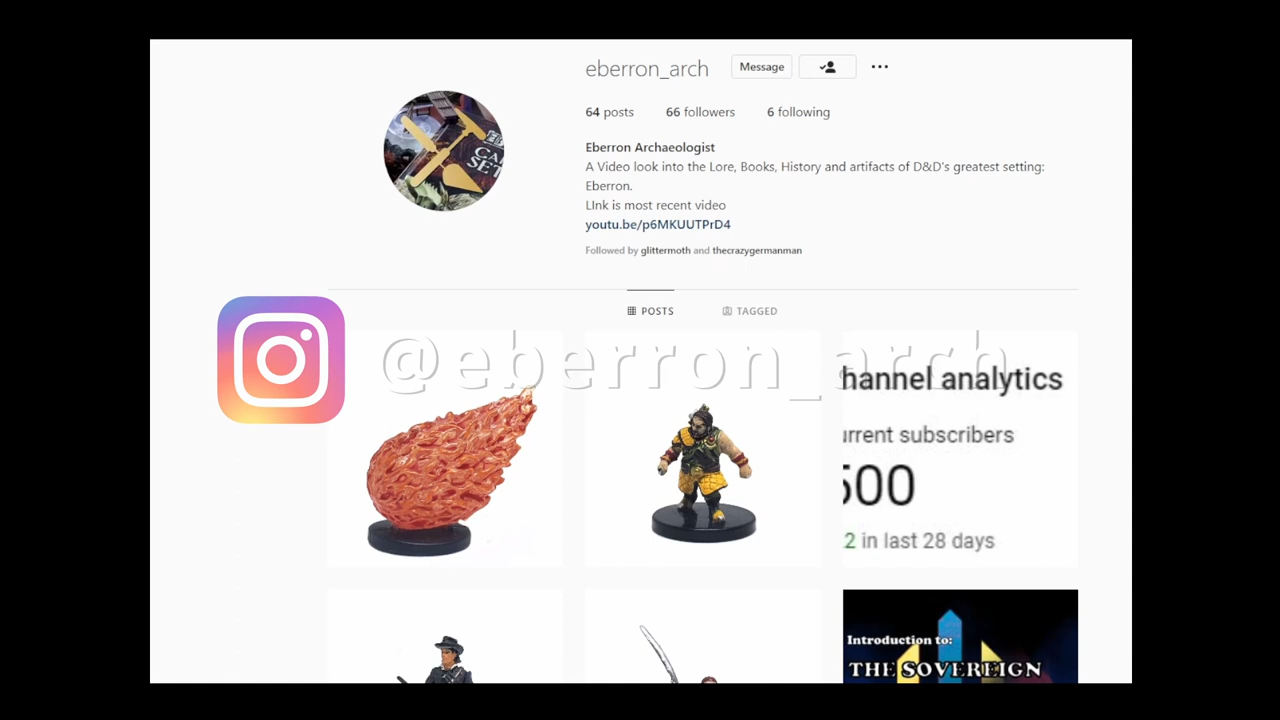 eberron_arch Message
64 posts 66 followers 6 following
Eberron Archaeologist
A Video look into the Lore, Books, History and artifacts of D&D's greatest setting:
Eberron.
LInk is most recent video
youtu.be/p6MKUUTPrD4
Followed by glittermoth and thecrazygermanman
POSTS TAGGED
@eberron_arch
hannel analytics
urrent subscribers
500
2 in last 28 days
Introduction to:
THE SOVEREIGN